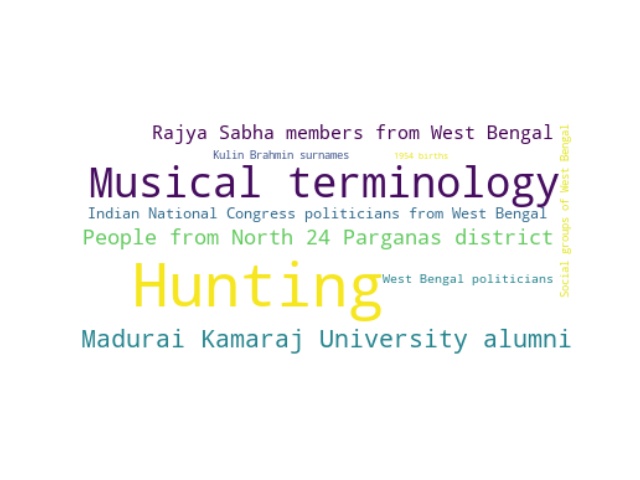 Rajya Sabha members from West Bengal
Kulin Brahmin surnames
1954 births
Musical terminology
Indian National Congress politicians from West Bengal
People from North 24 Parganas district
Hunting
West Bengal politicians
Madurai Kamaraj University alumni
Social groups of West Bengal